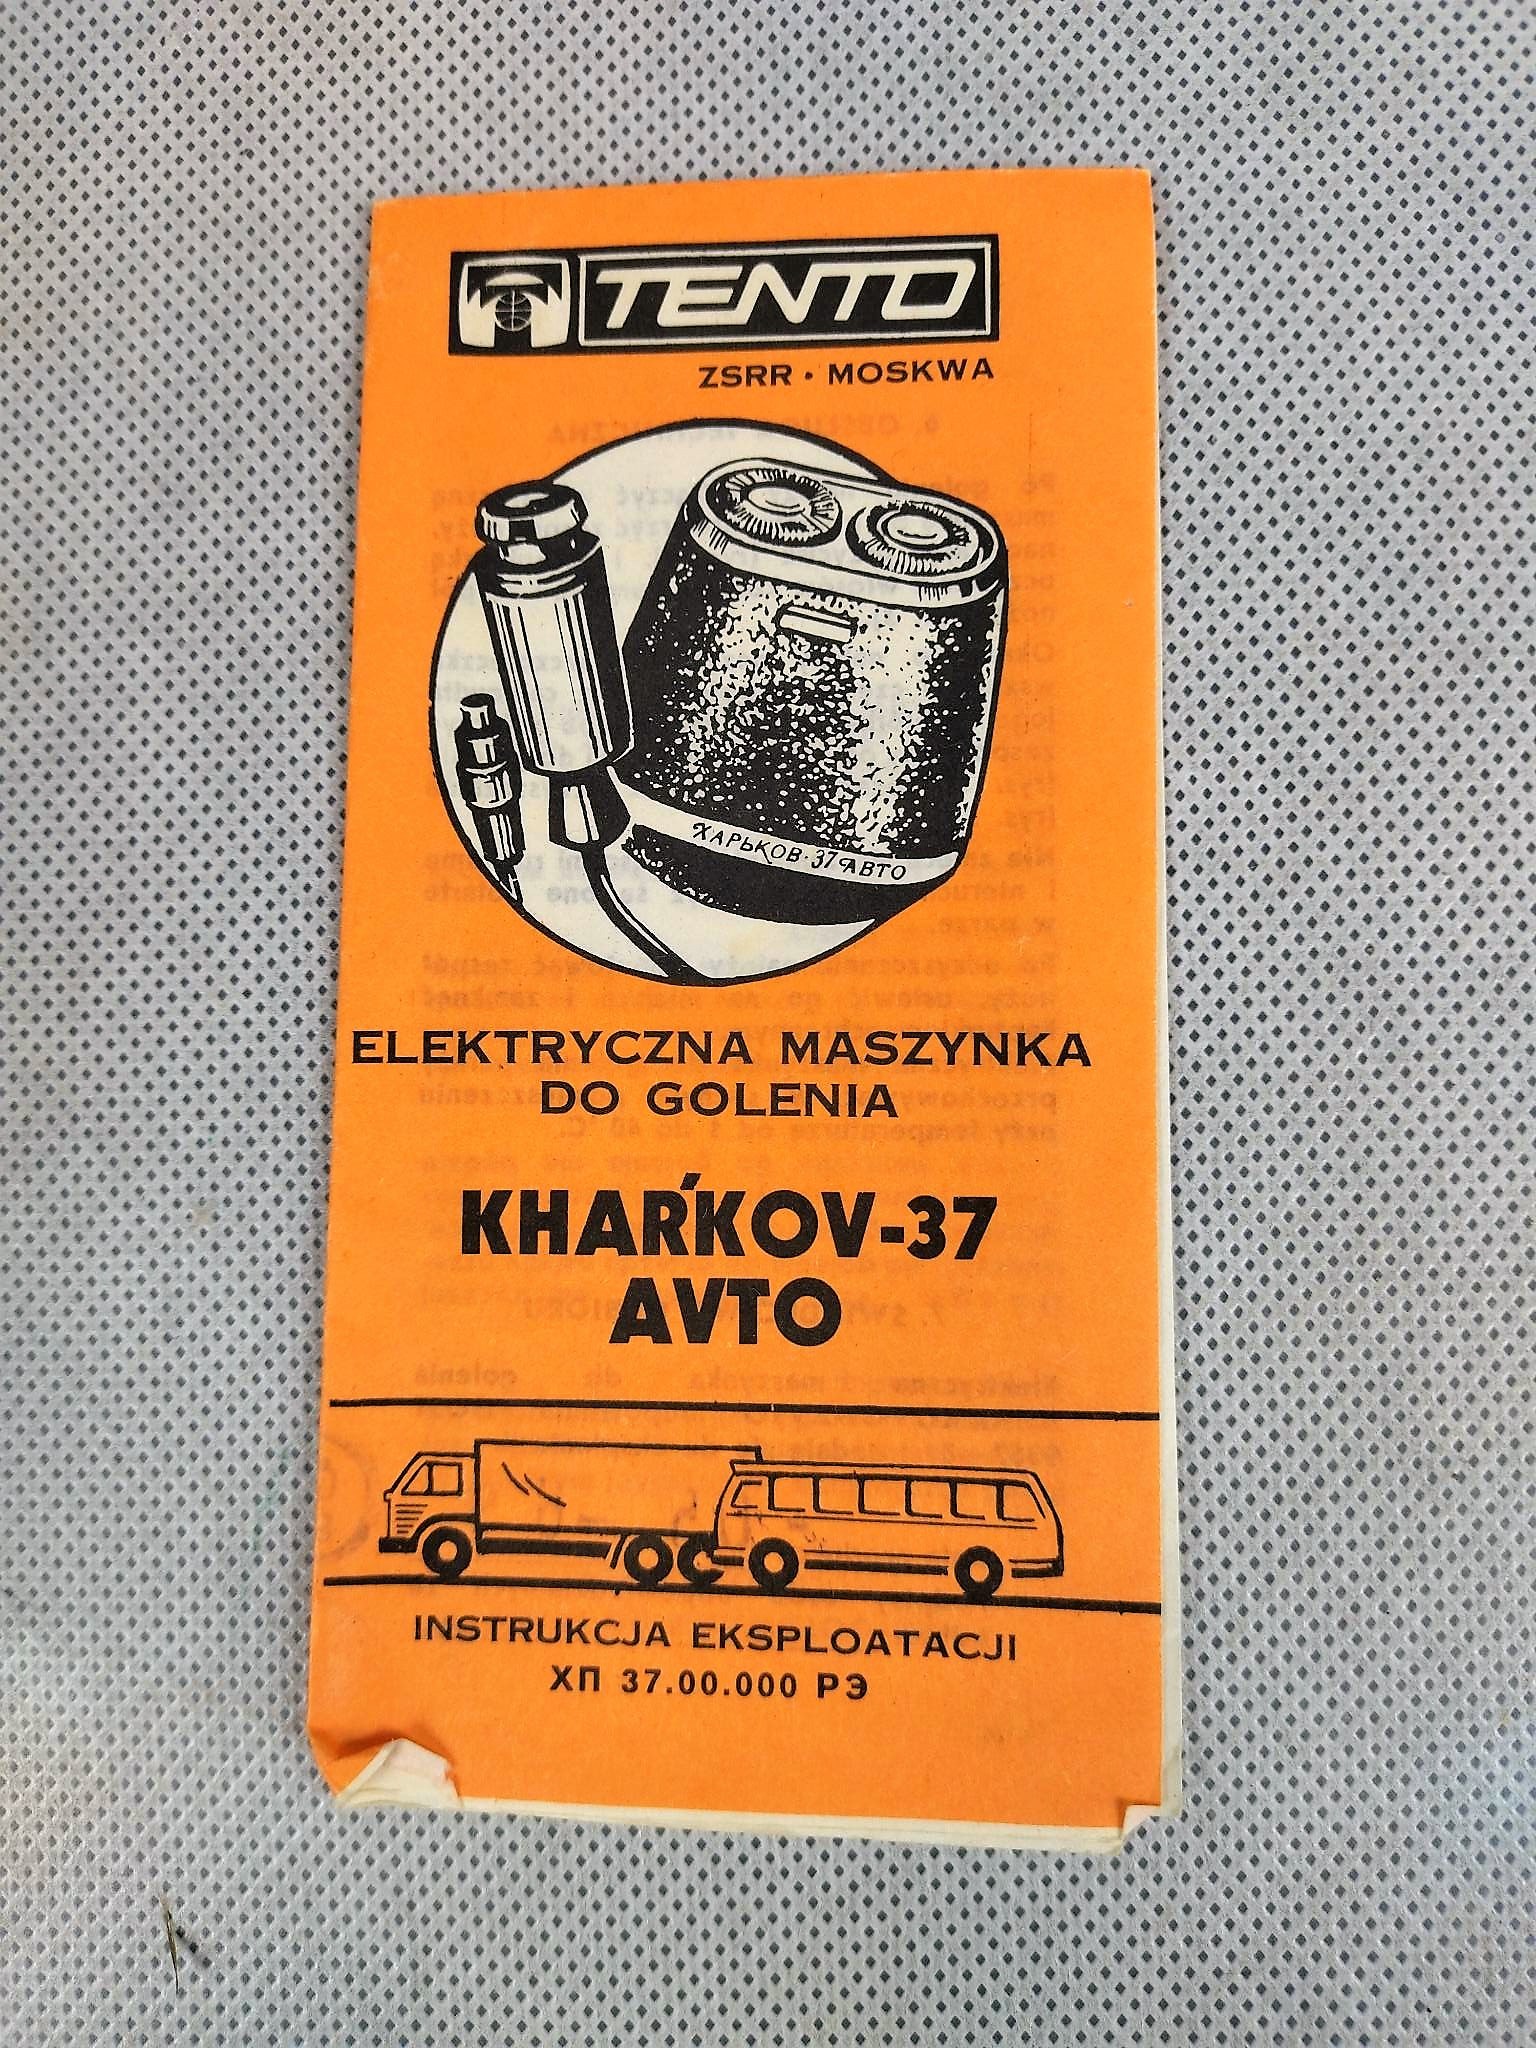 TENTO
ZSRR • MOSKWA
ХАРЬКОВ-37 АВТО
ELEKTRYCZNA MASZYNKA
DO GOLENIA
KHAŔKOV-37
AVTO
INSTRUKCJA EKSPLOATACJI
ХП 37.00.000 РЭ